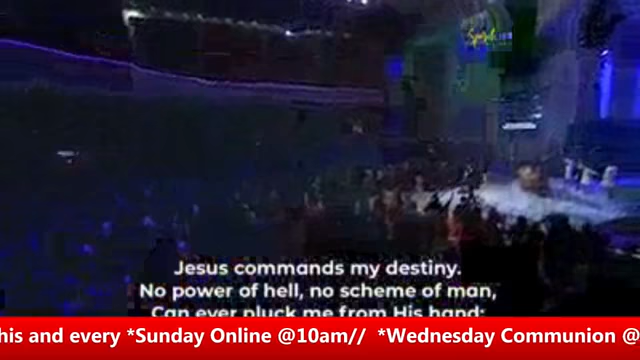 Jesus commands my destiny.
No power of hell, no scheme of man,
Can ever pluck me from His hand;
his and every *Sunday Online @10am// *Wednesday Communion @